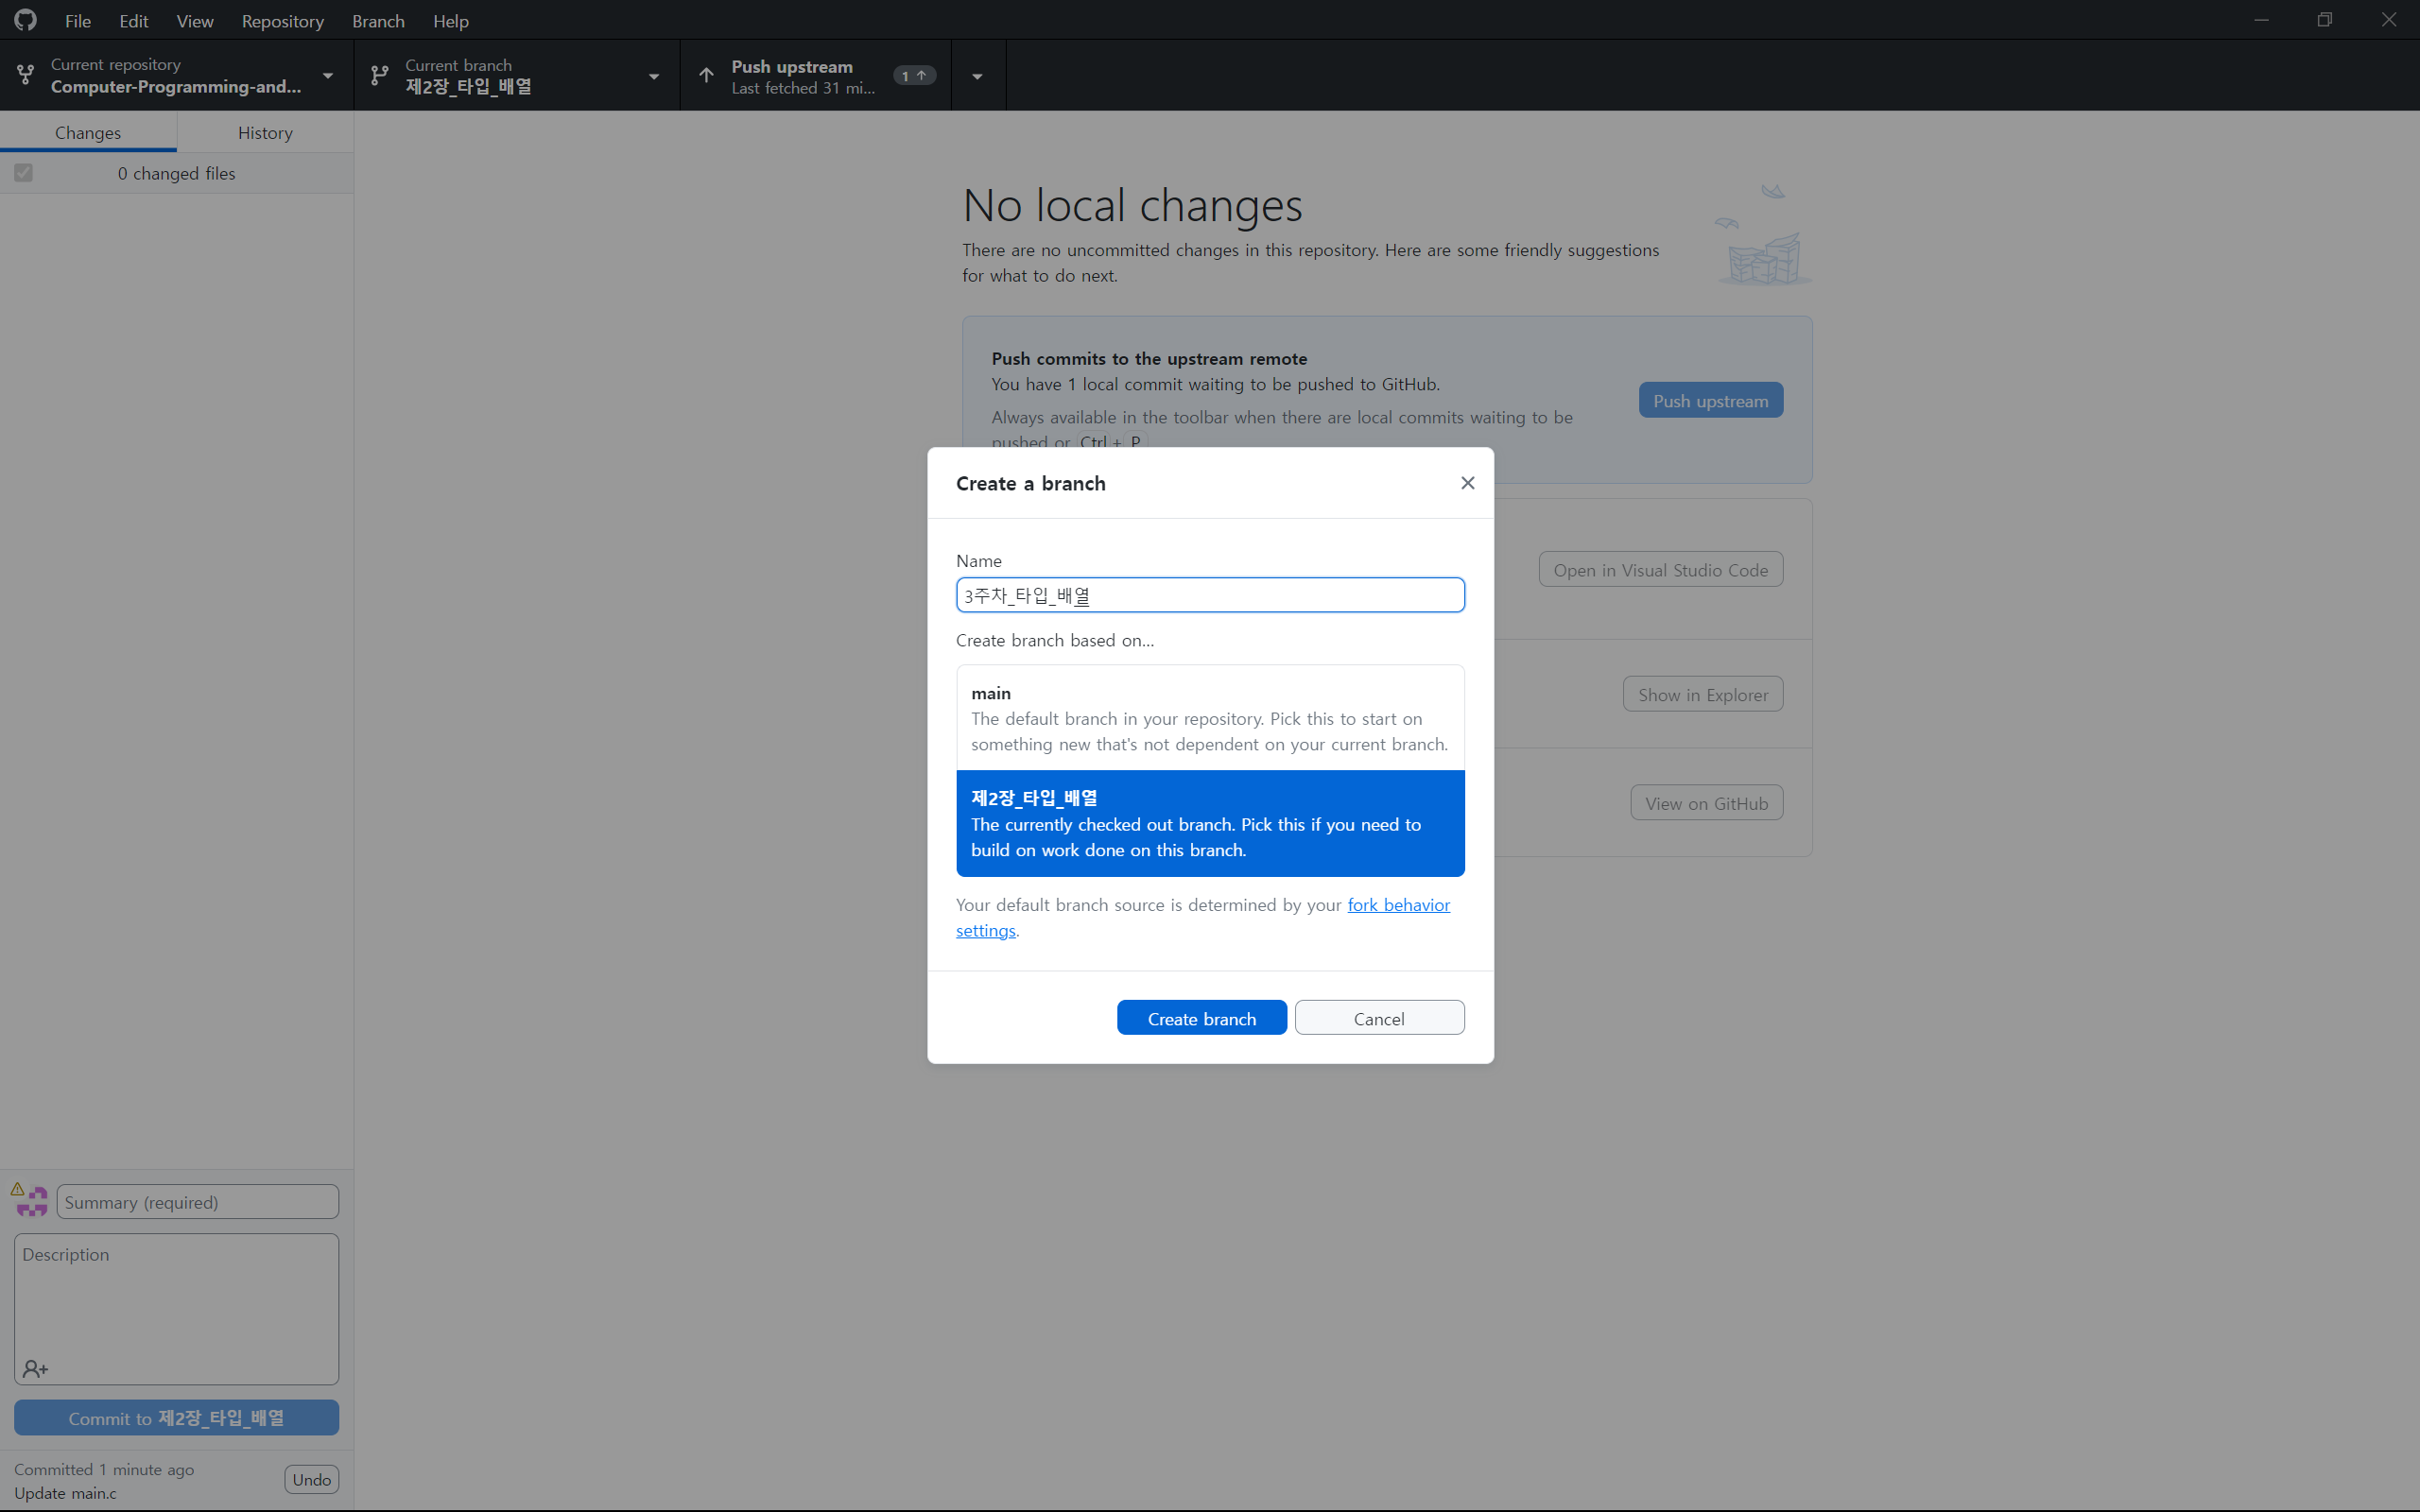 File Edit View Repository Branch Help
Current repository
Computer-Programming-and...
Current branch
제2장_타입_배열
Push upstream
Last fetched 31 mi...
1
Changes History
0 changed files
No local changes
There are no uncommitted changes in this repository. Here are some friendly suggestions
for what to do next.
Push commits to the upstream remote
You have 1 local commit waiting to be pushed to GitHub.
Always available in the toolbar when there are local commits waiting to be
pushed or Ctrl + P
Push upstream
Open in Visual Studio Code
Show in Explorer
View on GitHub
Create a branch
Name
3주차_타입_배열
Create branch based on...
main
The default branch in your repository. Pick this to start on
something new that's not dependent on your current branch.
제2장_타입_배열
The currently checked out branch. Pick this if you need to
build on work done on this branch.
Your default branch source is determined by your fork behavior
settings.
Create branch Cancel
Summary (required)
Description
Commit to 제2장_타입_배열
Committed 1 minute ago
Update main.c
Undo